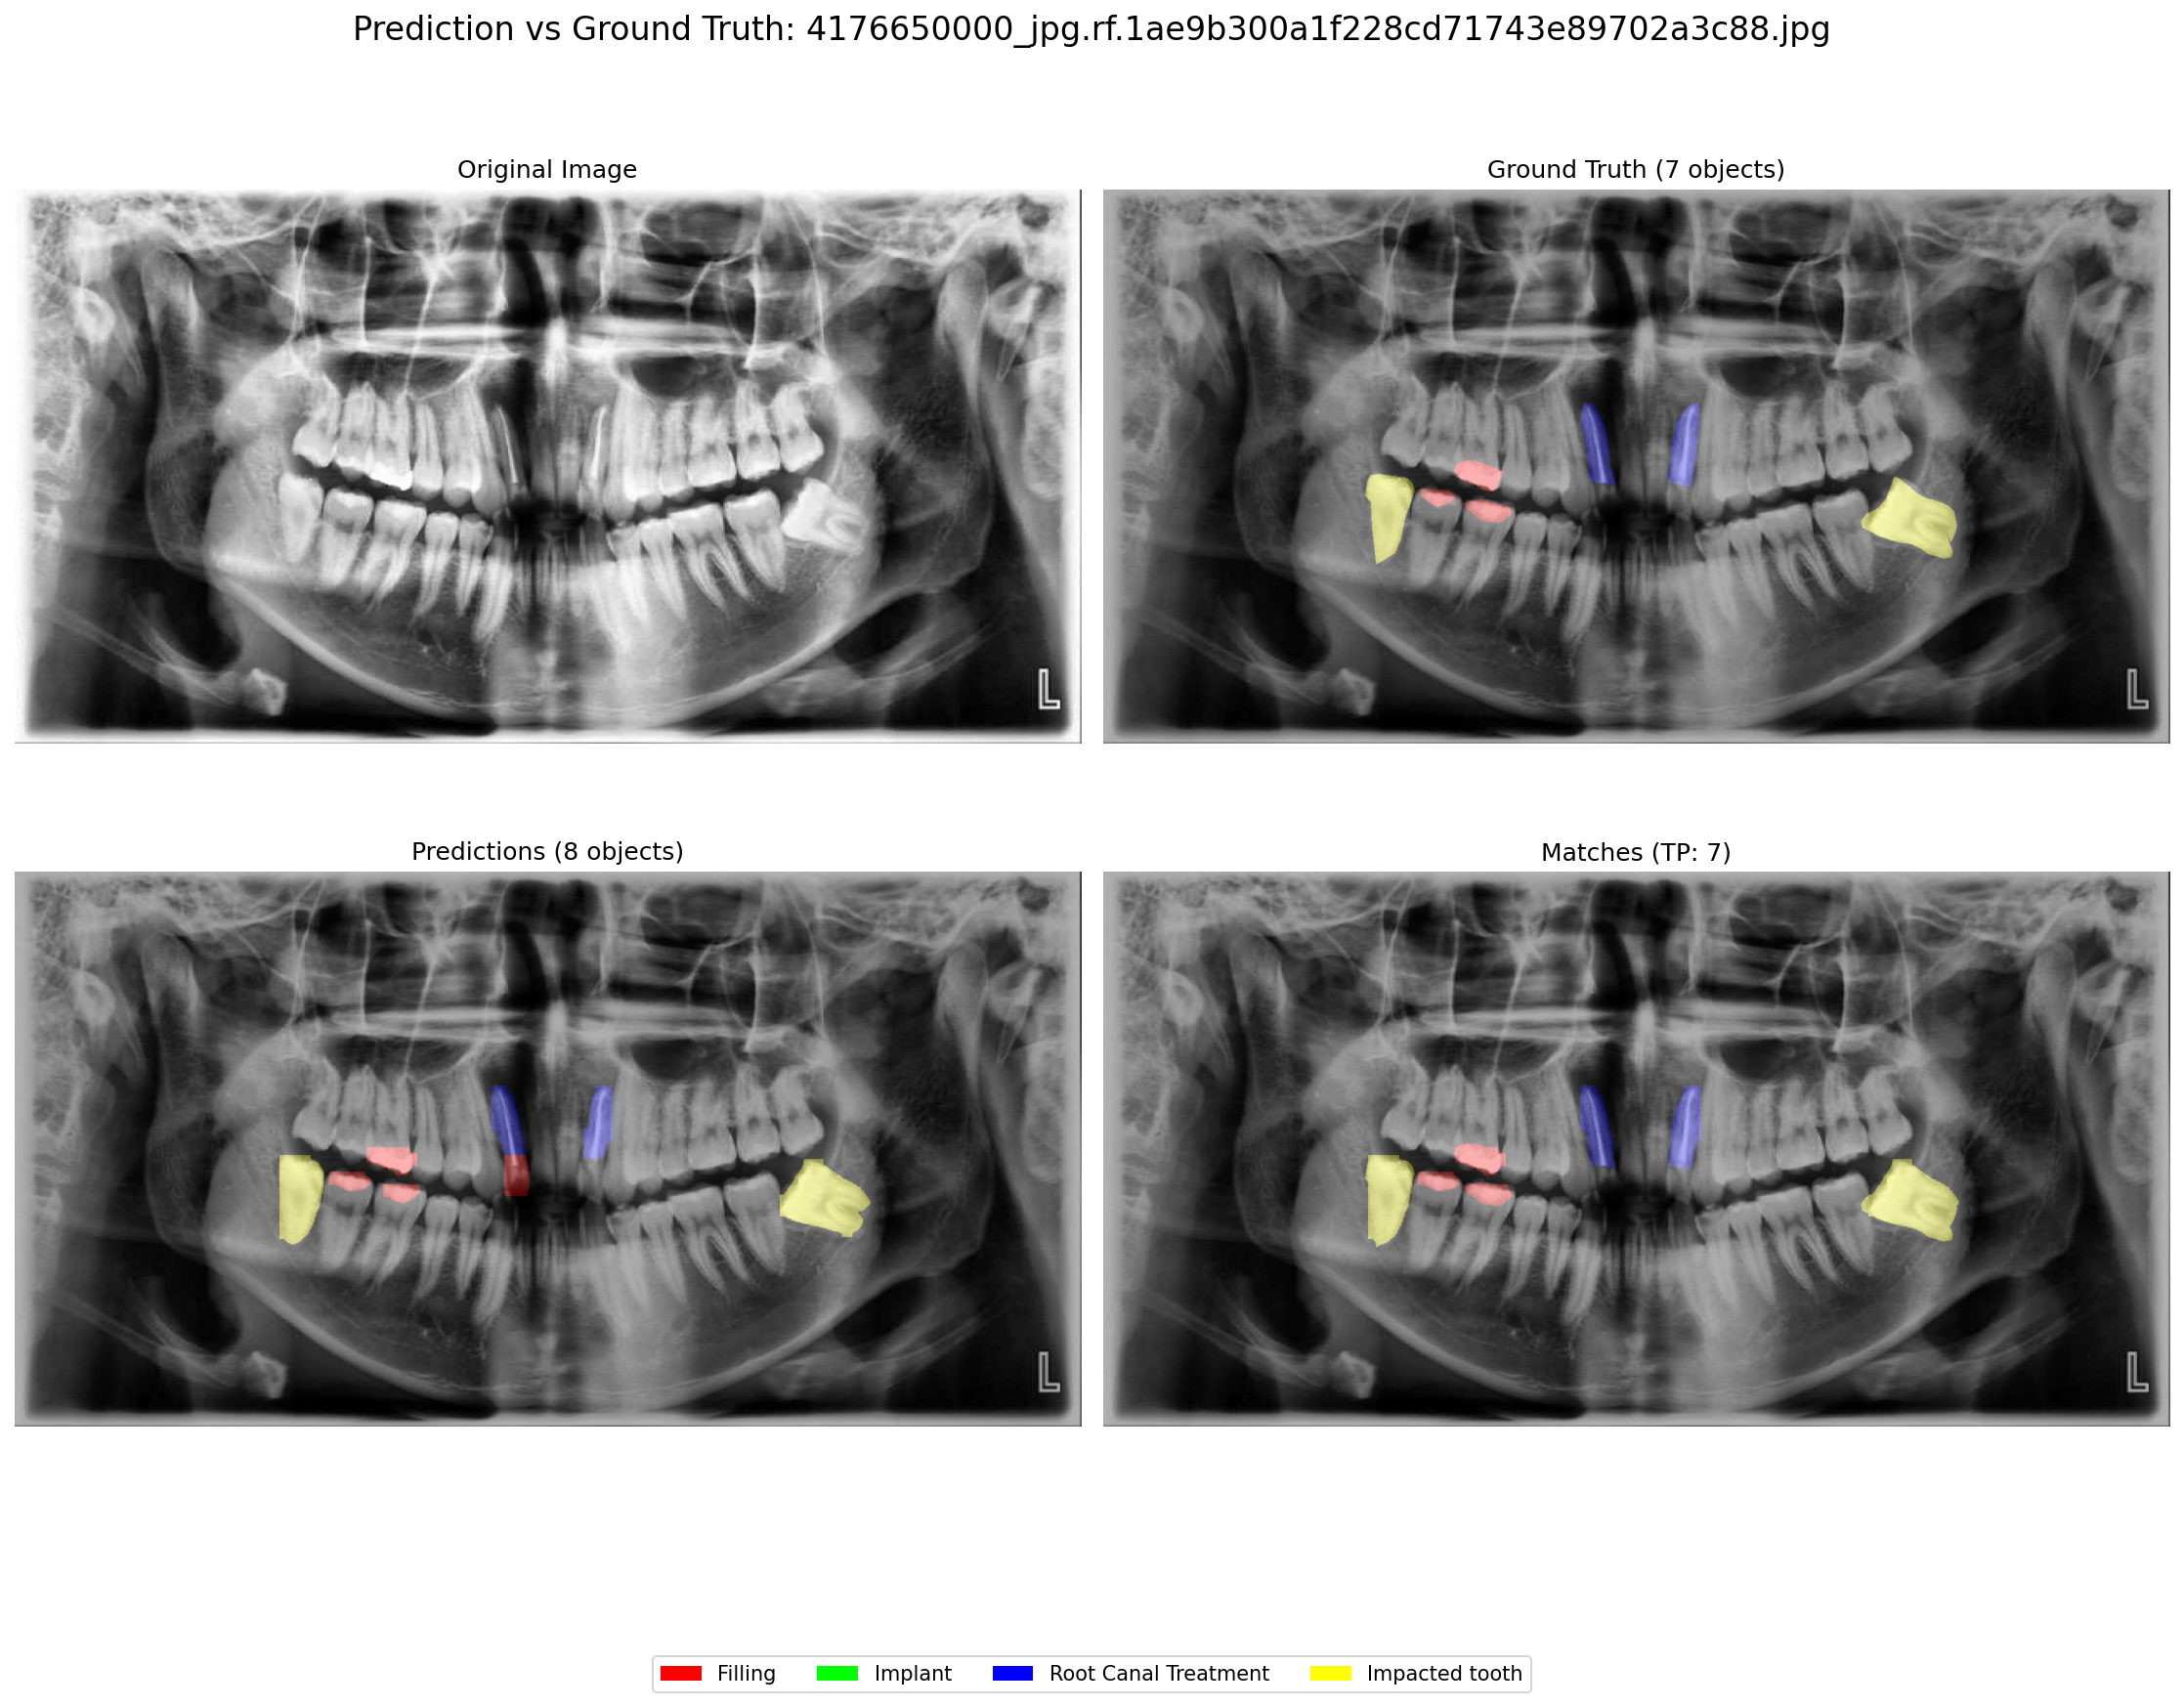 Prediction vs Ground Truth: 4176650000_jpg.rf.1ae9b300a1f228cd71743e89702a3c88.jpg
Original Image
Ground Truth (7 objects)
L
L
Predictions (8 objects)
Matches (TP: 7)
L
L
Filling
Implant
Root Canal Treatment
Impacted tooth